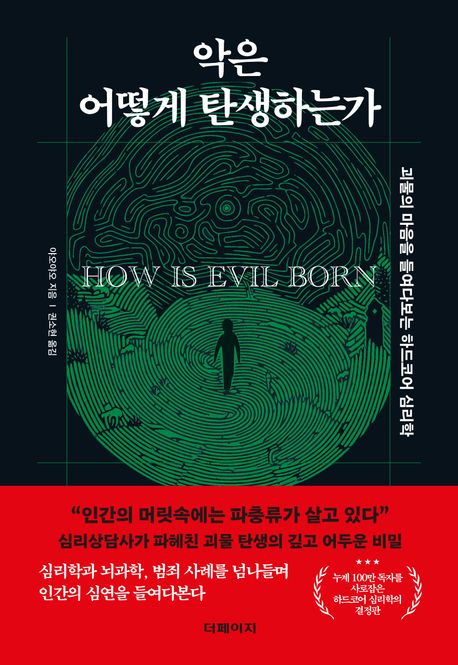 악은
어떻게 탄생하는가
괴물의 마음을 들여다보는 하드코어 심리학
HOW IS EVIL BORN
야오야오 지음 | 권소현 옮김
“인간의 머릿속에는 파충류가 살고 있다”
심리상담사가 파헤친 괴물 탄생의 깊고 어두운 비밀
심리학과 뇌과학, 범죄 사례를 넘나들며
인간의 심연을 들여다본다
★★★
누계 100만 독자를
사로잡은
하드코어 심리학의
결정판
더페이지